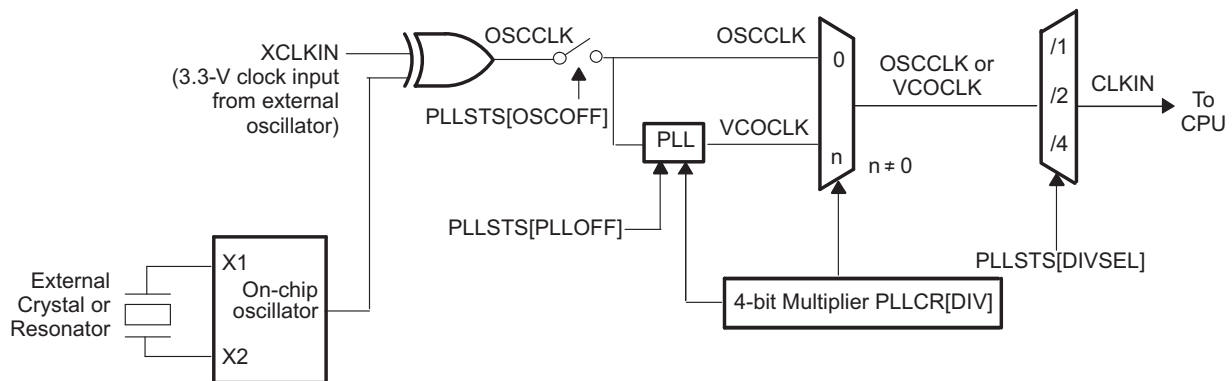 XCLKIN
(3.3-V clock input
from external
oscillator)
OSCCLK
PLLSTS[OSCOFF]
OSCCLK
0
OSCCLK or
VCOCLK
/1
/2
/4
CLKIN
To
CPU
PLL
VCOCLK
n
n ≠ 0
PLLSTS[PLLOFF]
PLLSTS[DIVSEL]
4-bit Multiplier PLLCR[DIV]
External
Crystal or
Resonator
X1
On-chip
oscillator
X2